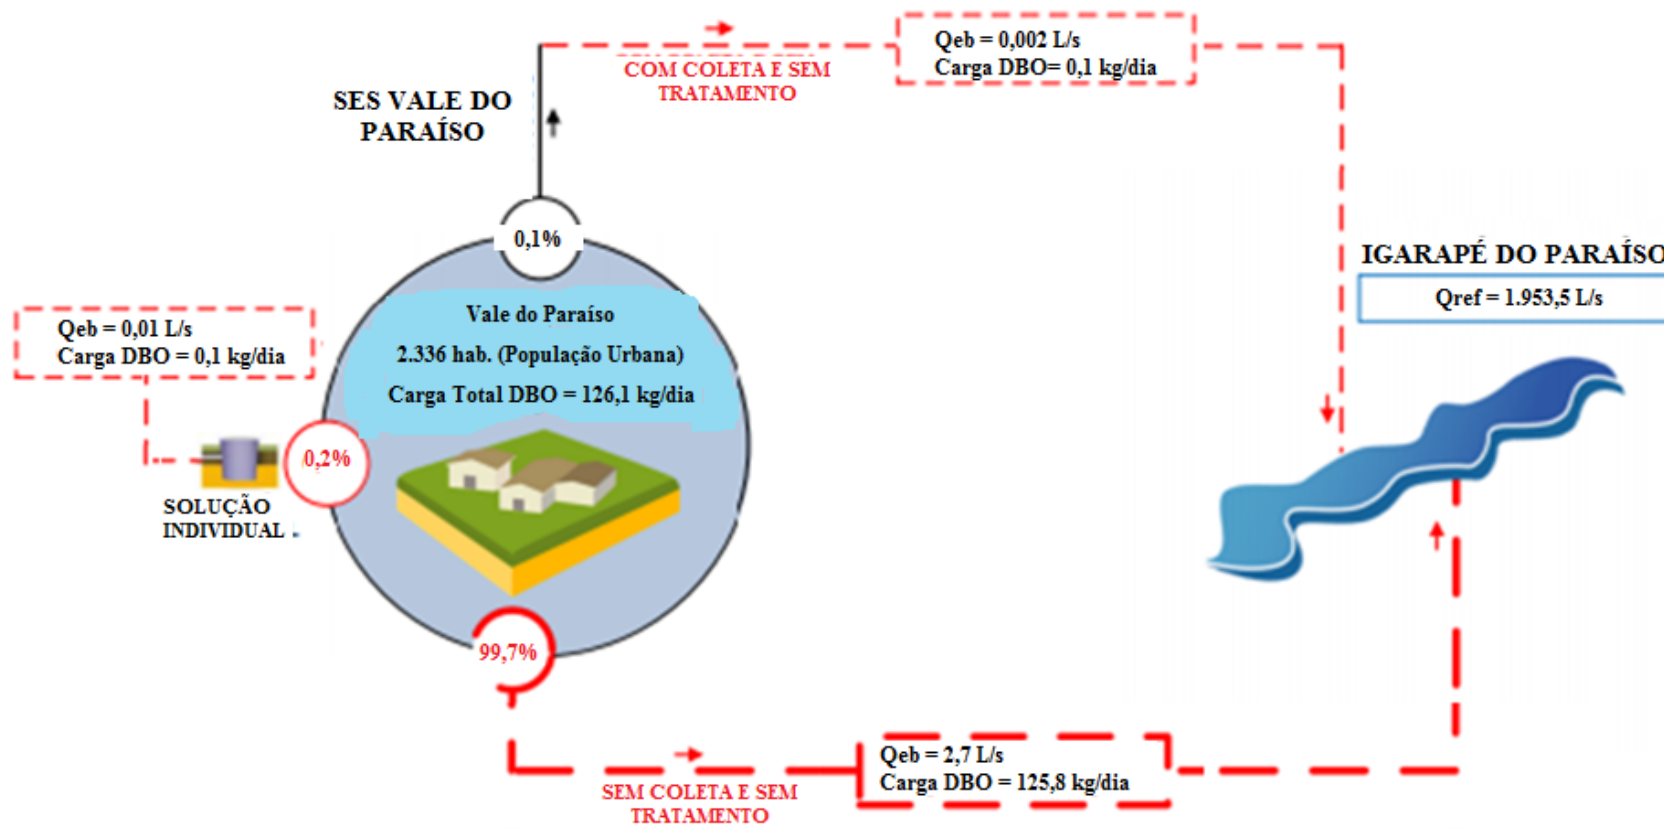 Qeb = 0,002 L/s
Carga DBO= 0,1 kg/dia
COM COLETA E SEM
TRATAMENTO
SES VALE DO
PARAÍSO
0,1%
IGARAPÉ DO PARAÍSO
Qref = 1.953,5 L/s
Vale do Paraíso
2.336 hab. (População Urbana)
Carga Total DBO = 126,1 kg/dia
Qeb = 0,01 L/s
Carga DBO = 0,1 kg/dia
0,2%
SOLUÇÃO
INDIVIDUAL
99,7%
Qeb = 2,7 L/s
Carga DBO = 125,8 kg/dia
SEM COLETA E SEM
TRATAMENTO